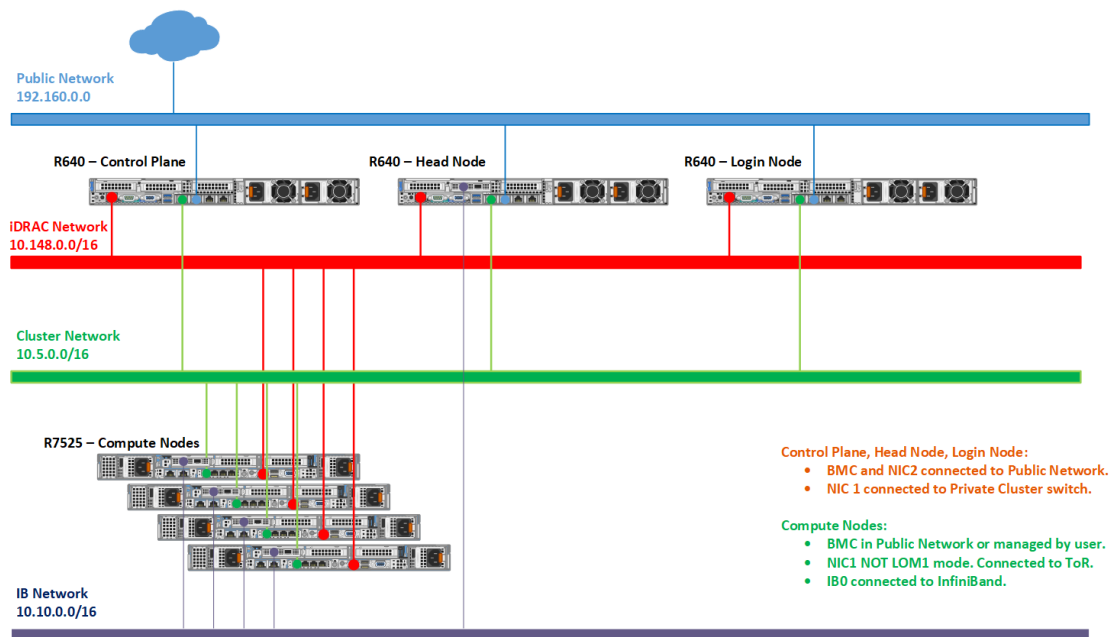 Public Network
192.160.0.0
R640 – Control Plane
R640 – Head Node
R640 – Login Node
iDRAC Network
10.148.0.0/16
Cluster Network
10.5.0.0/16
R7525 – Compute Nodes
Control Plane, Head Node, Login Node:
• BMC and NIC2 connected to Public Network.
• NIC 1 connected to Private Cluster switch.
Compute Nodes:
• BMC in Public Network or managed by user.
• NIC1 NOT LOM1 mode. Connected to ToR.
• IB0 connected to InfiniBand.
IB Network
10.10.0.0/16